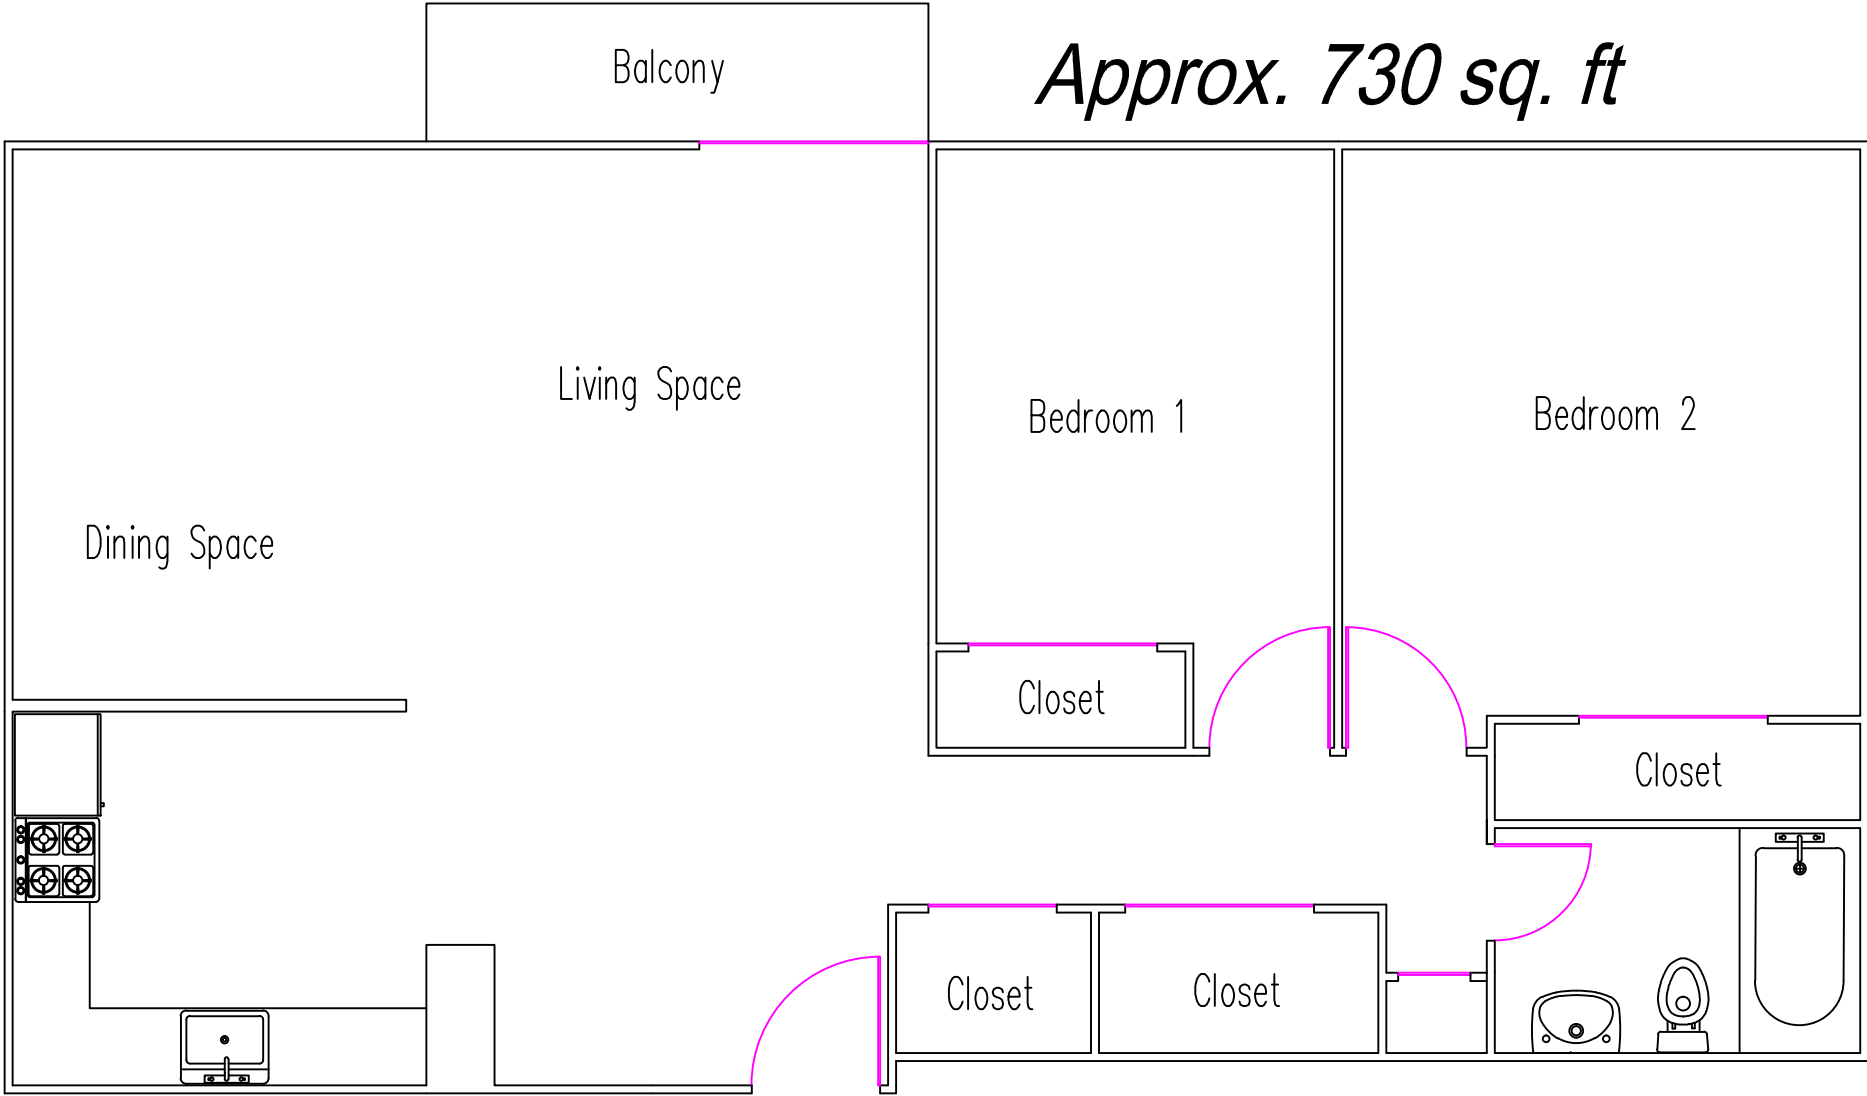 Balcony
Approx. 730 sq. ft
Living Space
Bedroom 1
Bedroom 2
Dining Space
Closet
Closet
Closet
Closet